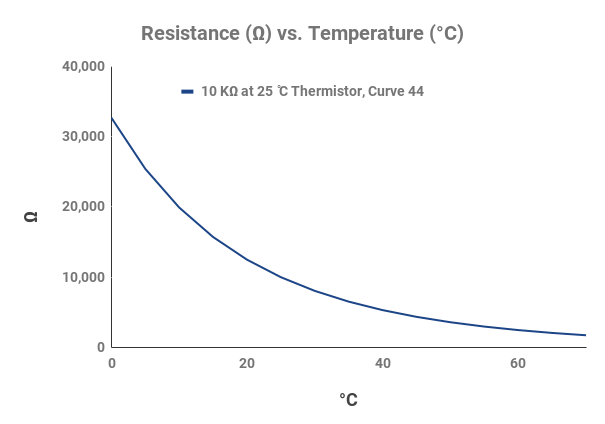 Resistance (Ω) vs. Temperature (°C)
40,000
10 KΩ at 25 ℃ Thermistor, Curve 44
30,000
Ω
20,000
10,000
0
0 20 40 60
°C